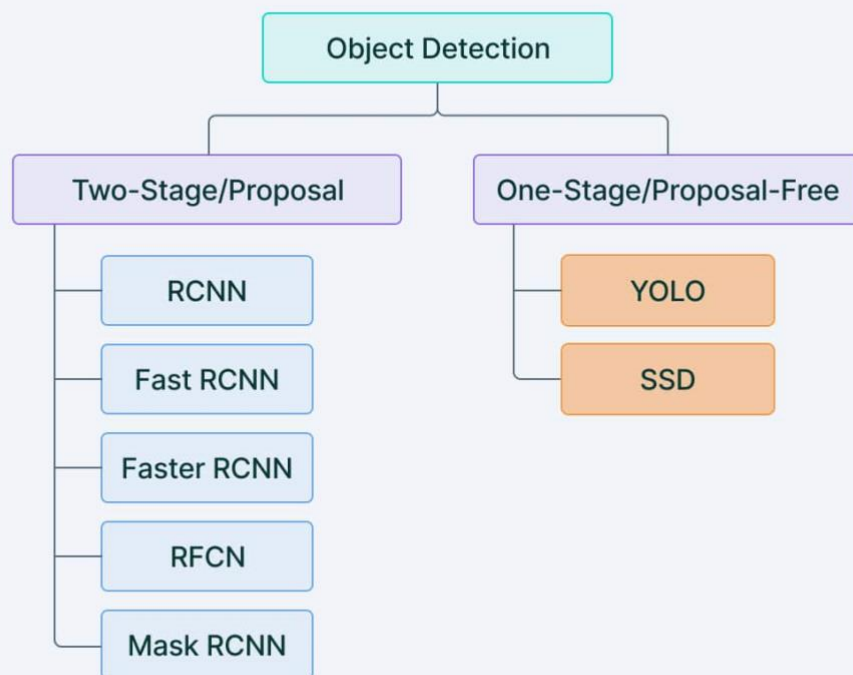 Object Detection
Two-Stage/Proposal
One-Stage/Proposal-Free
RCNN
Fast RCNN
Faster RCNN
RFCN
Mask RCNN
YOLO
SSD